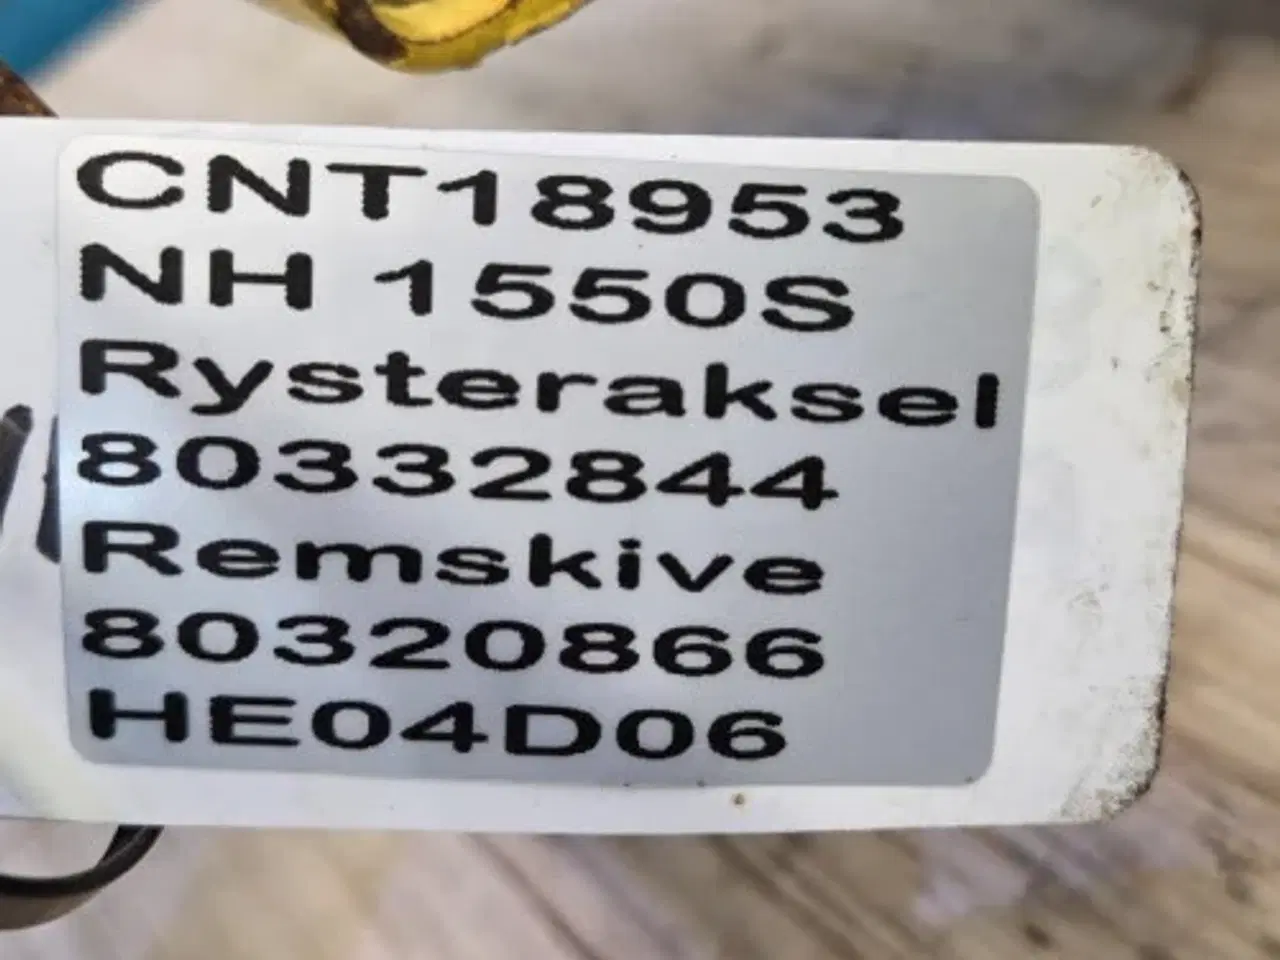 CNT18953
NH 1550S
Rysteraksel
80332844
Remskive
80320866
HE04D06